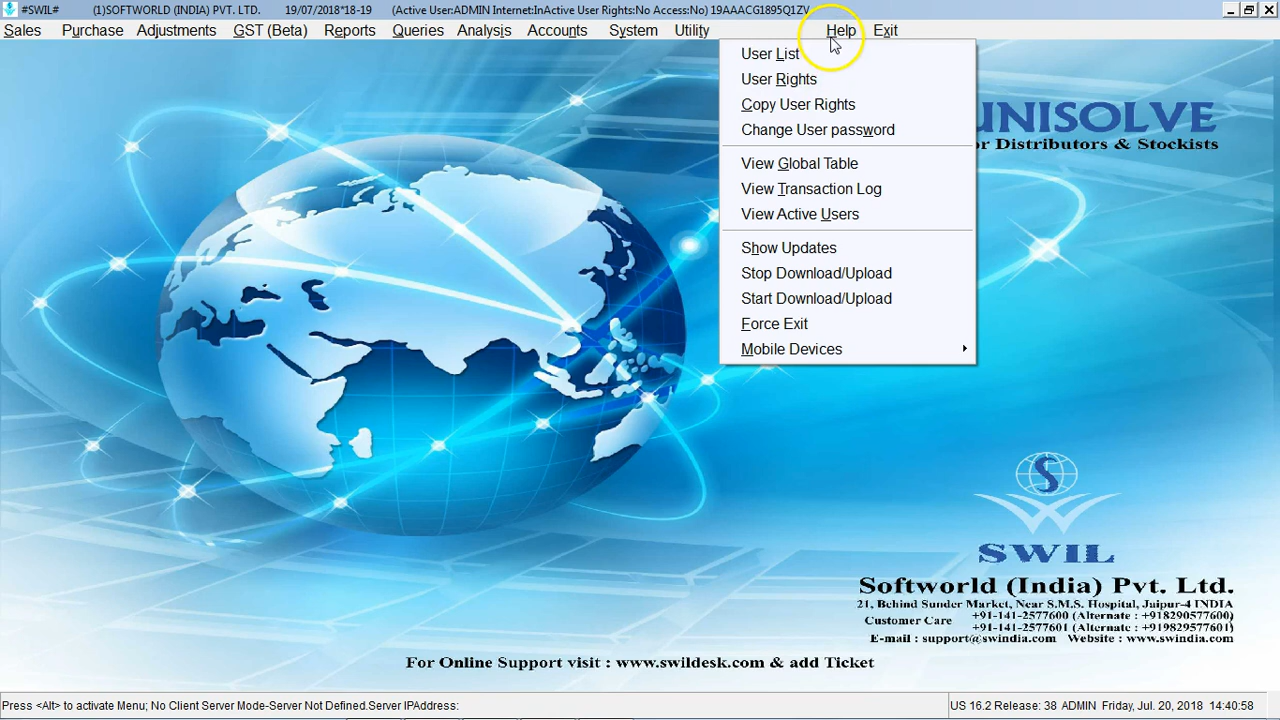 #SWIL# (1)SOFTWORLD (INDIA) PVT. LTD. 19/07/2018*18-19 (Active User:ADMIN Internet:InActive User Rights:No Access:No) 19AAACG1895Q1ZV
Sales Purchase Adjustments GST (Beta) Reports Queries Analysis Accounts System Utility Help Exit
User List
User Rights
Copy User Rights
Change User password
View Global Table
View Transaction Log
View Active Users
Show Updates
Stop Download/Upload
Start Download/Upload
Force Exit
Mobile Devices
UNISOLVE
or Distributors & Stockists
S
SWIL
Softworld (India) Pvt. Ltd.
21, Behind Sunder Market, Near S.M.S. Hospital, Jaipur-4 INDIA
Customer Care +91-141-2577600 (Alternate : +918290577600)
+91-141-2577601 (Alternate : +919829577601)
E-mail : support@swindia.com Website : www.swindia.com
For Online Support visit : www.swildesk.com & add Ticket
Press <Alt> to activate Menu; No Client Server Mode-Server Not Defined.Server IPAddress: US 16.2 Release: 38 ADMIN Friday, Jul. 20, 2018 14:40:58